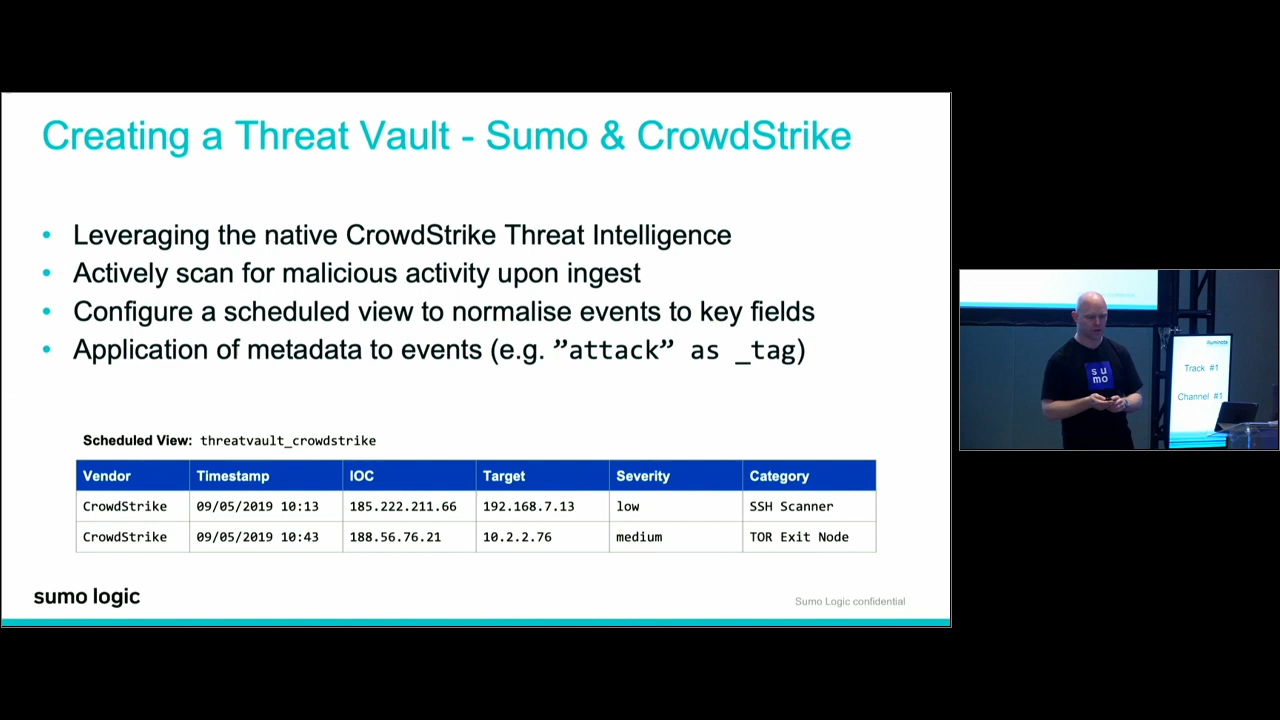 Creating a Threat Vault - Sumo & CrowdStrike
• Leveraging the native CrowdStrike Threat Intelligence
• Actively scan for malicious activity upon ingest
• Configure a scheduled view to normalise events to key fields
• Application of metadata to events (e.g. ”attack” as _tag)
Scheduled View: threatvault_crowdstrike
Vendor Timestamp IOC Target Severity Category
CrowdStrike 09/05/2019 10:13 185.222.211.66 192.168.7.13 low SSH Scanner
CrowdStrike 09/05/2019 10:43 188.56.76.21 10.2.2.76 medium TOR Exit Node
sumo logic
Sumo Logic confidential
su
mo
illuminate
Track #1
Channel #1